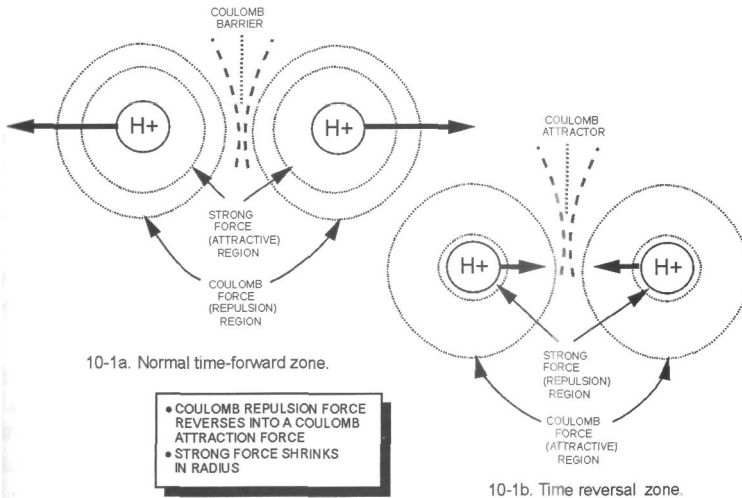 COULOMB
BARRIER
H+
H+
STRONG
FORCE
(ATTRACTIVE)
REGION
COULOMB
FORCE
(REPULSION)
REGION
10-1a. Normal time-forward zone.
• COULOMB REPULSION FORCE
REVERSES INTO A COULOMB
ATTRACTION FORCE
• STRONG FORCE SHRINKS
IN RADIUS
COULOMB
ATTRACTOR
H+
H+
STRONG
FORCE
(REPULSION)
REGION
COULOMB
FORCE
(ATTRACTIVE)
REGION
10-1b. Time reversal zone.